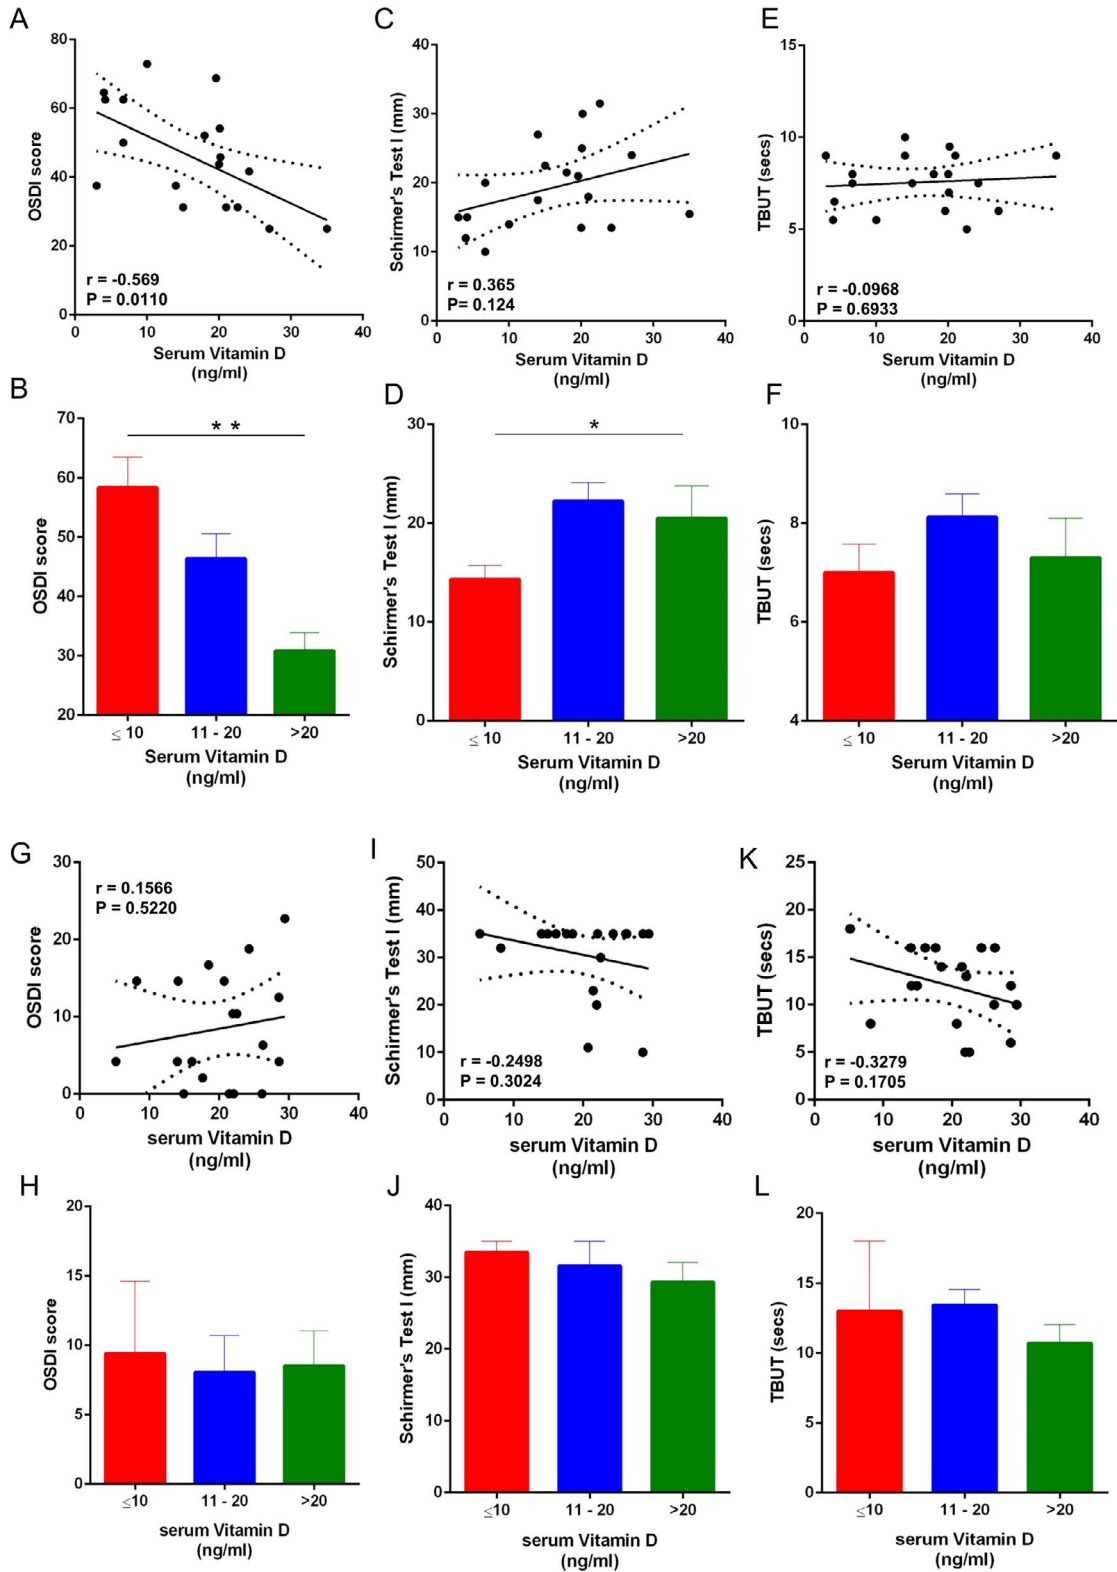 A
80
60
40
20
0
OSDI score
r = -0.569
P = 0.0110
0 10 20 30 40
Serum Vitamin D
(ng/ml)
C
40
30
20
10
0
Schirmer's Test I (mm)
r = 0.365
P= 0.124
0 10 20 30 40
Serum Vitamin D
(ng/ml)
E
15
10
5
0
TBUT (secs)
r = -0.0968
P = 0.6933
0 10 20 30 40
Serum Vitamin D
(ng/ml)
B
70
60
50
40
30
20
OSDI score
* *
≤ 10 11 - 20 >20
Serum Vitamin D
(ng/ml)
D
30
20
10
0
Schirmer's Test I (mm)
*
≤ 10 11 - 20 >20
Serum Vitamin D
(ng/ml)
F
10
8
6
4
TBUT (secs)
≤ 10 11 - 20 >20
Serum Vitamin D
(ng/ml)
G
30
20
10
0
OSDI score
r = 0.1566
P = 0.5220
0 10 20 30 40
serum Vitamin D
(ng/ml)
I
50
40
30
20
10
0
Schirmer's Test I (mm)
r = -0.2498
P = 0.3024
0 10 20 30 40
serum Vitamin D
(ng/ml)
K
25
20
15
10
5
0
TBUT (secs)
r = -0.3279
P = 0.1705
0 10 20 30 40
serum Vitamin D
(ng/ml)
H
20
15
10
5
0
OSDI score
≤10 11 - 20 >20
serum Vitamin D
(ng/ml)
J
40
30
20
10
0
Schirmer's Test I (mm)
≤10 11 - 20 >20
serum Vitamin D
(ng/ml)
L
20
15
10
5
0
TBUT (secs)
≤10 11 - 20 >20
serum Vitamin D
(ng/ml)